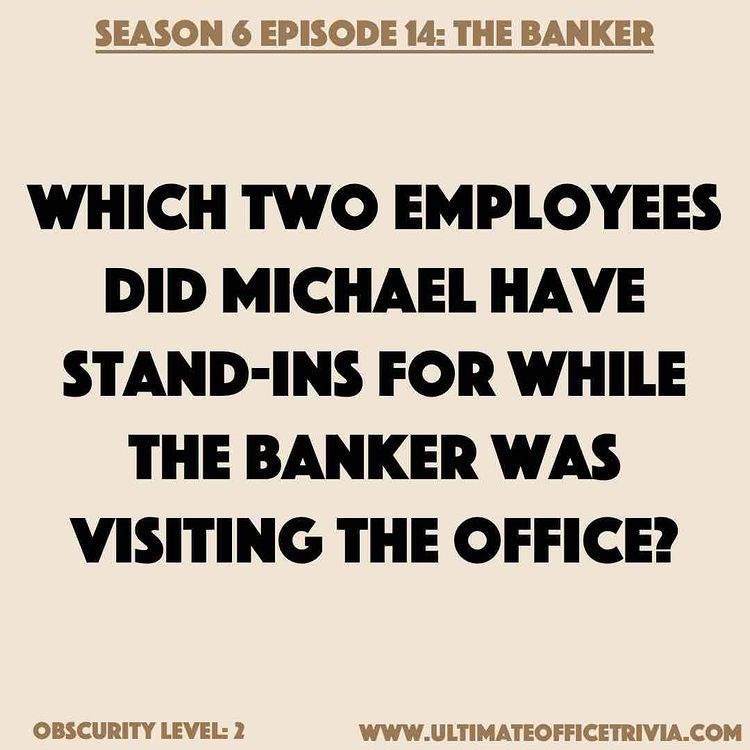 SEASON 6 EPISODE 14: THE BANKER
WHICH TWO EMPLOYEES
DID MICHAEL HAVE
STAND-INS FOR WHILE
THE BANKER WAS
VISITING THE OFFICE?
OBSCURITY LEVEL: 2
WWW.ULTIMATEOFFICETRIVIA.COM